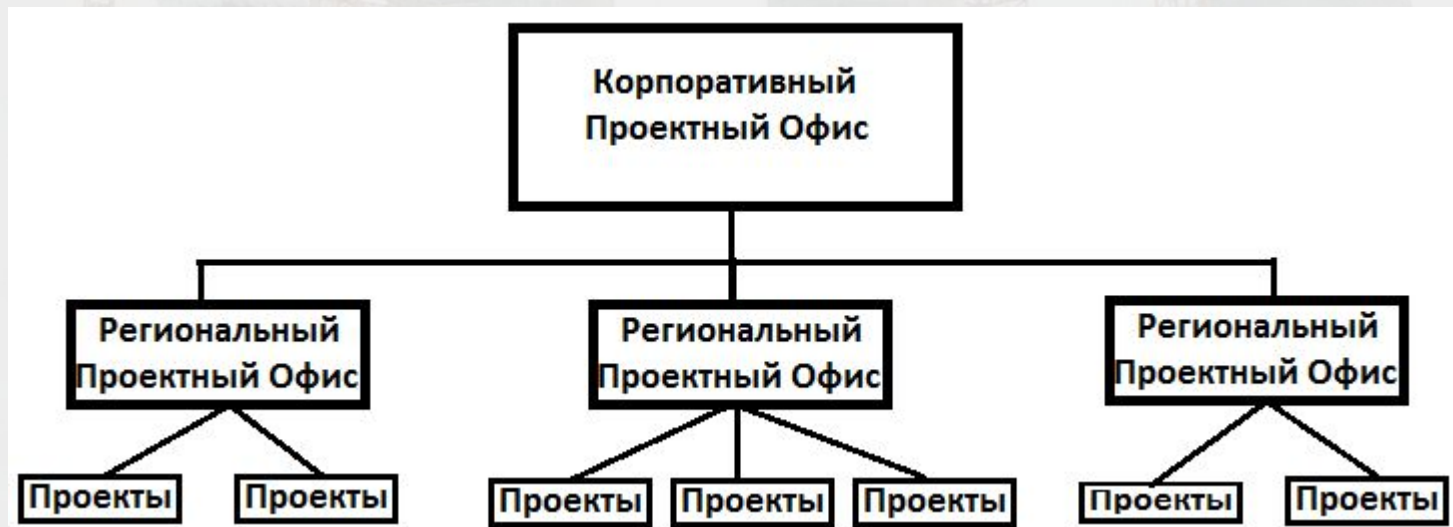 Корпоративный
Проектный Офис
Региональный
Проектный Офис
Региональный
Проектный Офис
Региональный
Проектный Офис
Проекты
Проекты
Проекты
Проекты
Проекты
Проекты
Проекты